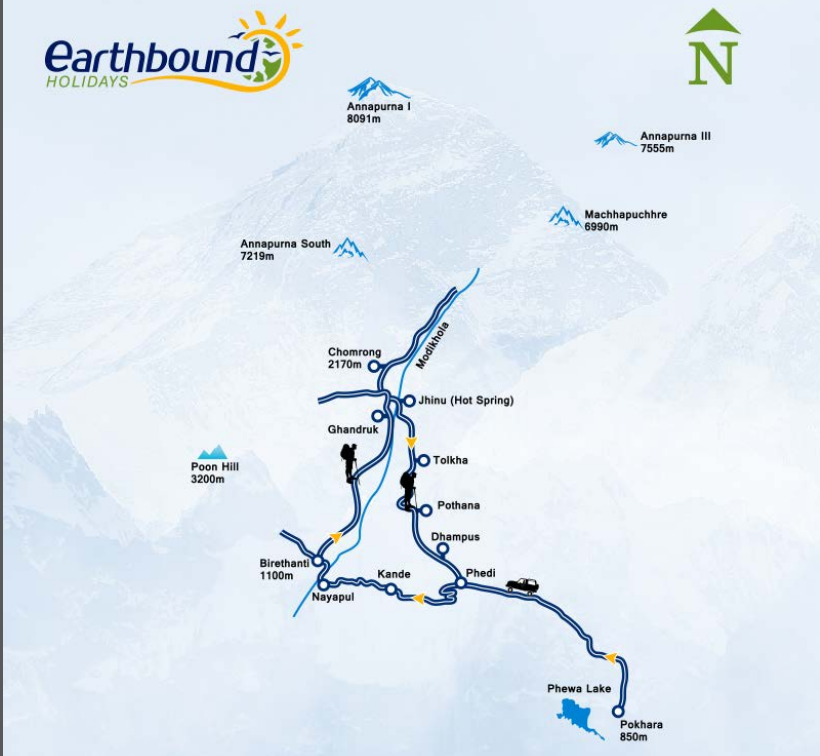 earthbound
HOLIDAYS
N
Annapurna I
8091m
Annapurna III
7555m
Machhapuchhre
6990m
Annapurna South
7219m
Modikhola
Chomrong
2170m
Jhinu (Hot Spring)
Ghandruk
Tolkha
Poon Hill
3200m
Pothana
Dhampus
Birethanti
1100m
Kande
Phedi
Nayapul
Phewa Lake
Pokhara
850m